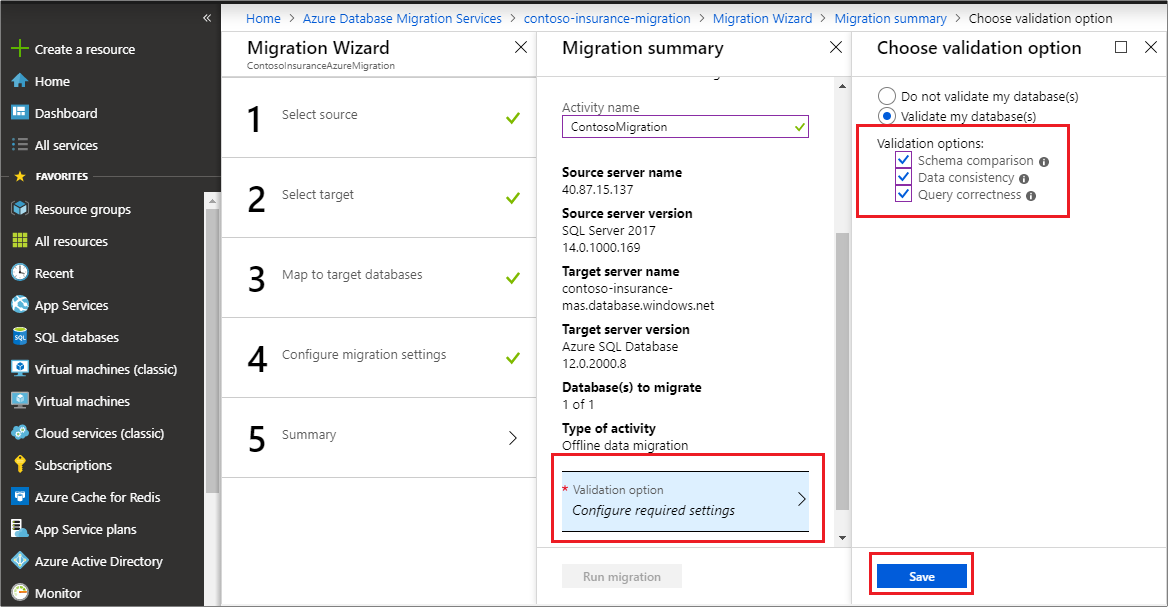 «
Create a resource
Home
Dashboard
All services
FAVORITES
Resource groups
All resources
Recent
App Services
SQL databases
Virtual machines (classic)
Virtual machines
Cloud services (classic)
Subscriptions
Azure Cache for Redis
App Service plans
Azure Active Directory
Monitor
Home > Azure Database Migration Services > contoso-insurance-migration > Migration Wizard > Migration summary > Choose validation option
Migration Wizard
ContosoInsuranceAzureMigration
1 Select source
2 Select target
3 Map to target databases
4 Configure migration settings
5 Summary
Migration summary
Activity name
ContosoMigration
Source server name
40.87.15.137
Source server version
SQL Server 2017
14.0.1000.169
Target server name
contoso-insurance-
mas.database.windows.net
Target server version
Azure SQL Database
12.0.2000.8
Database(s) to migrate
1 of 1
Type of activity
Offline data migration
* Validation option
Configure required settings
Run migration
Choose validation option
Do not validate my database(s)
Validate my database(s)
Validation options:
Schema comparison
Data consistency
Query correctness
Save